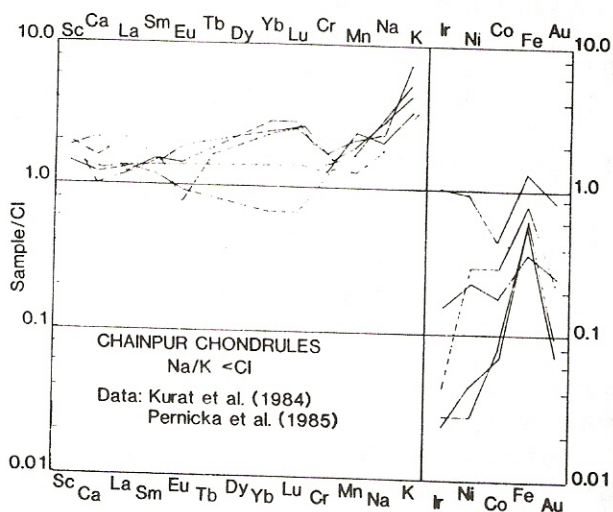 10.0 Sc Ca La Sm Eu Tb Dy Yb Lu Cr Mn Na K Ir Ni Co Fe Au 10.0
1.0 1.0
Sample/CI
0.1 0.1
CHAINPUR CHONDRULES
Na/K <CI
Data: Kurat et al. (1984)
Pernicka et al. (1985)
0.01 0.01
Sc Ca La Sm Eu Tb Dy Yb Lu Cr Mn Na K Ir Ni Co Fe Au